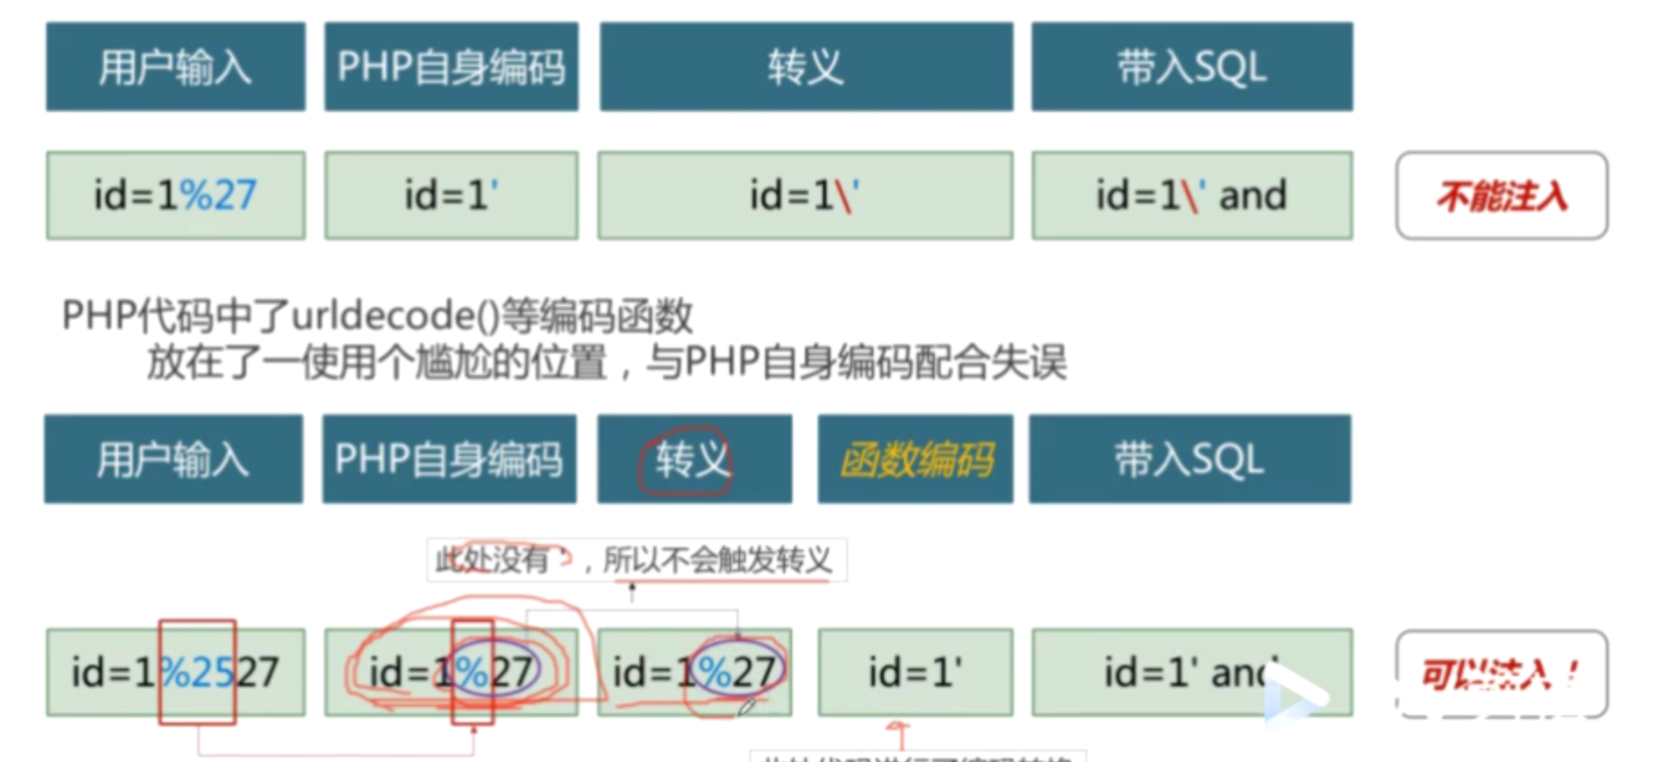 用户输入 PHP自身编码 转义 带入SQL
id=1%27 id=1' id=1\' id=1\' and 不能注入
PHP代码中了urldecode()等编码函数
放在了一使用个尴尬的位置，与PHP自身编码配合失误
用户输入 PHP自身编码 转义 函数编码 带入SQL
此处没有 '，所以不会触发转义
id=1%2527 id=1%27 id=1%27 id=1' id=1' and 可以注入！